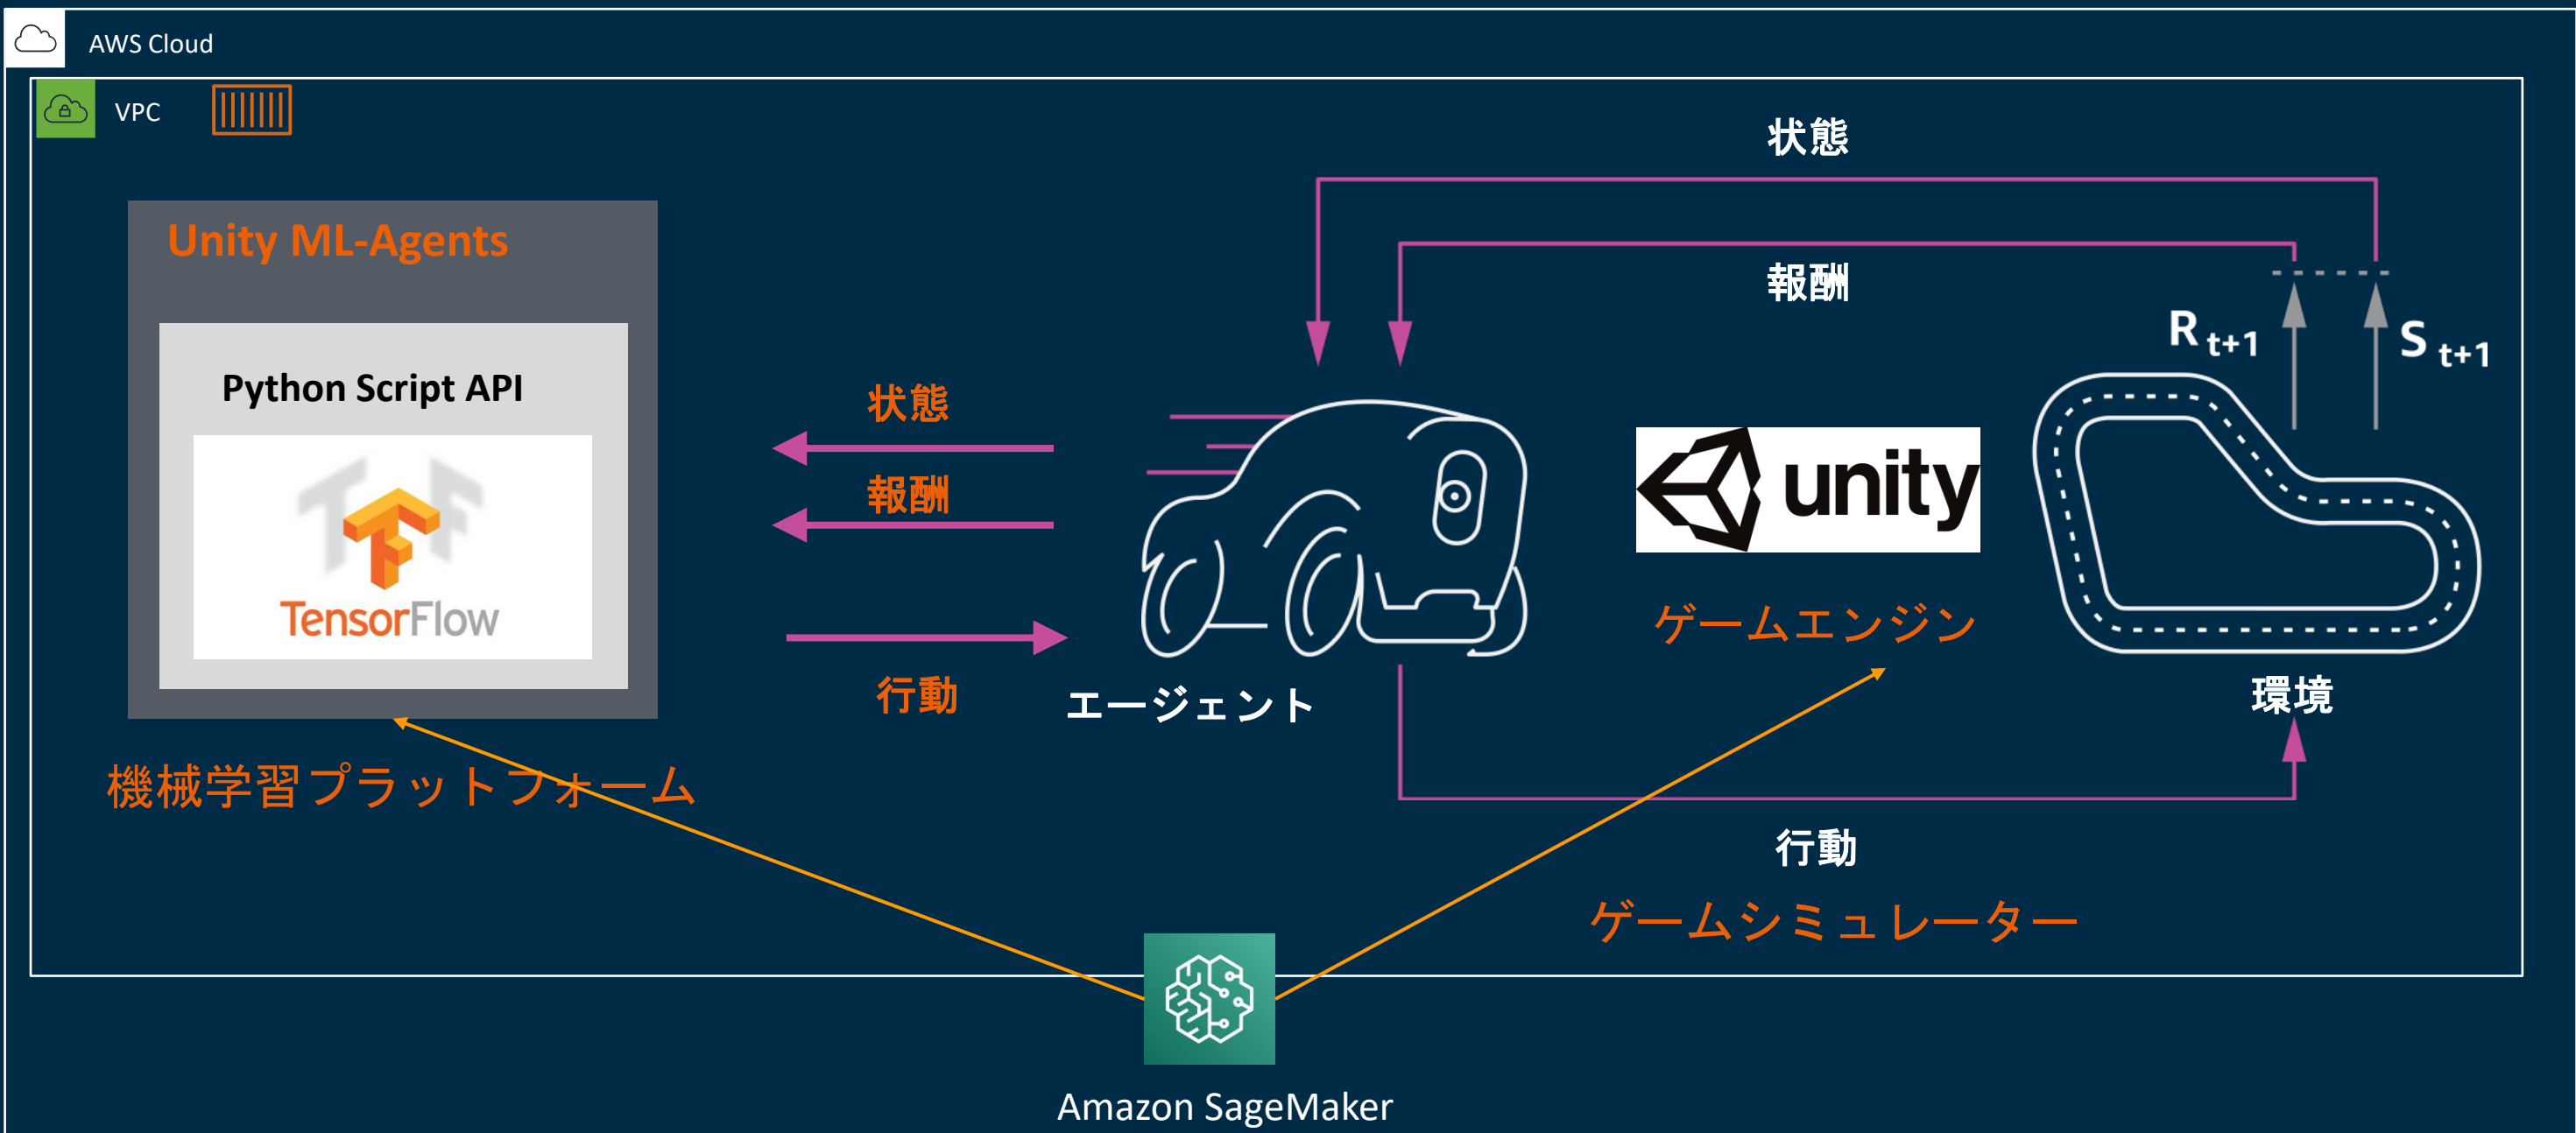 AWS Cloud
VPC
状態
Unity ML-Agents
報酬
R t+1
S t+1
Python Script API
状態
報酬
unity
TensorFlow
ゲームエンジン
行動
エージェント
環境
機械学習プラットフォーム
行動
ゲームシミュレーター
Amazon SageMaker